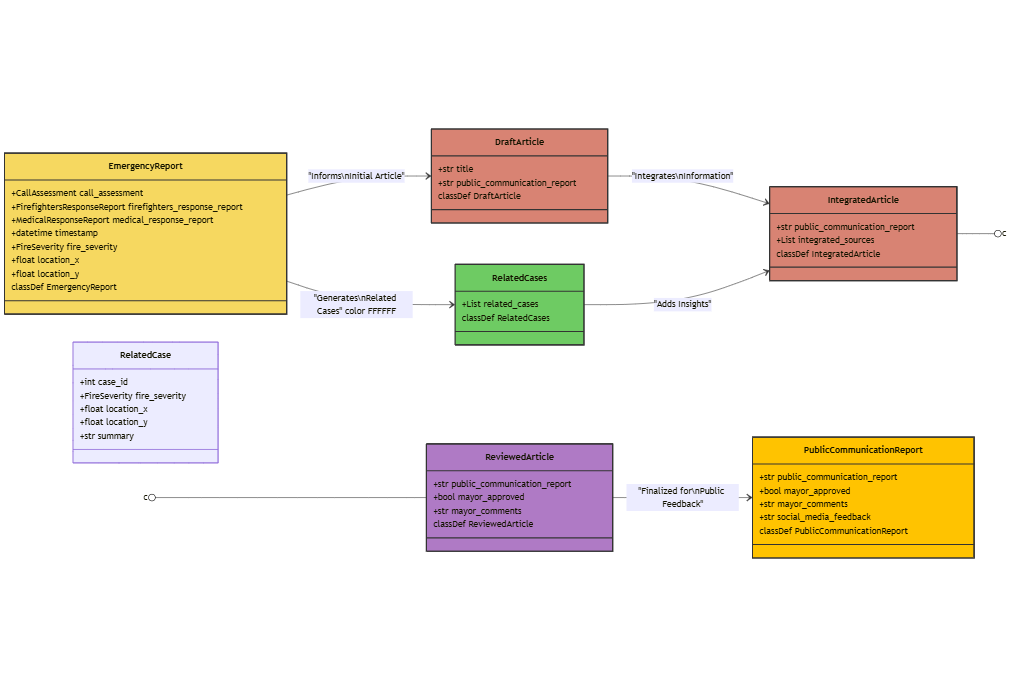 EmergencyReport
+CallAssessment call_assessment
+FirefightersResponseReport firefighters_response_report
+MedicalResponseReport medical_response_report
+datetime timestamp
+FireSeverity fire_severity
+float location_x
+float location_y
classDef EmergencyReport
"Informs\nInitial Article"
DraftArticle
+str title
+str public_communication_report
classDef DraftArticle
"Integrates\nInformation"
IntegratedArticle
+str public_communication_report
+List integrated_sources
classDef IntegratedArticle
c
"Generates\nRelated
Cases" color FFFFFF
RelatedCases
+List related_cases
classDef RelatedCases
"Adds Insights"
RelatedCase
+int case_id
+FireSeverity fire_severity
+float location_x
+float location_y
+str summary
c
ReviewedArticle
+str public_communication_report
+bool mayor_approved
+str mayor_comments
classDef ReviewedArticle
"Finalized for\nPublic
Feedback"
PublicCommunicationReport
+str public_communication_report
+bool mayor_approved
+str mayor_comments
+str social_media_feedback
classDef PublicCommunicationReport